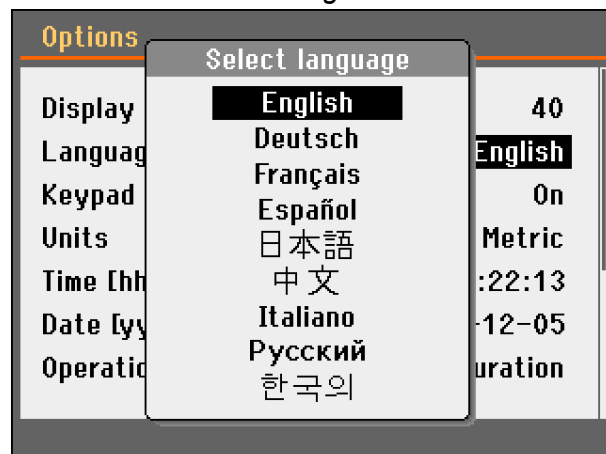 Options
Select language
English
Deutsch
Français
Español
日本語
中文
Italiano
Русский
한국의
Display 40
Languag English
Keypad On
Units Metric
Time [hh :22:13
Date [yy -12-05
Operatio uration